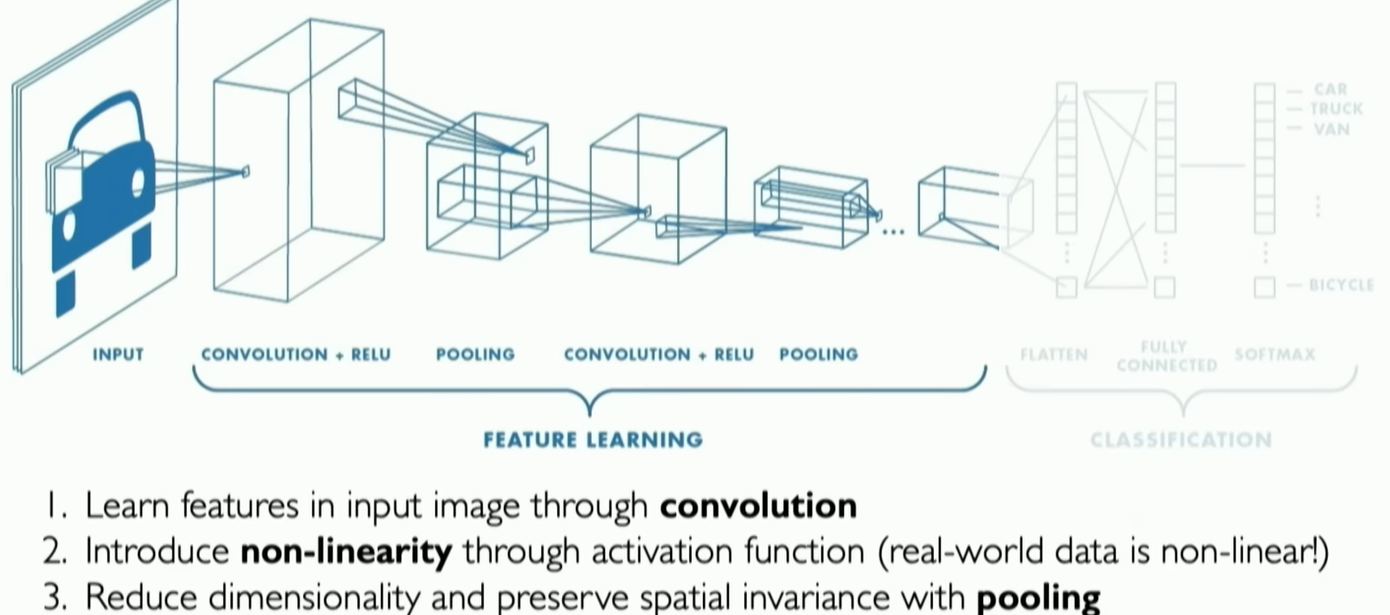 CAR
TRUCK
VAN
BICYCLE
INPUT CONVOLUTION + RELU POOLING CONVOLUTION + RELU POOLING FLATTEN FULLY CONNECTED SOFTMAX
FEATURE LEARNING CLASSIFICATION
1. Learn features in input image through convolution
2. Introduce non-linearity through activation function (real-world data is non-linear!)
3. Reduce dimensionality and preserve spatial invariance with pooling